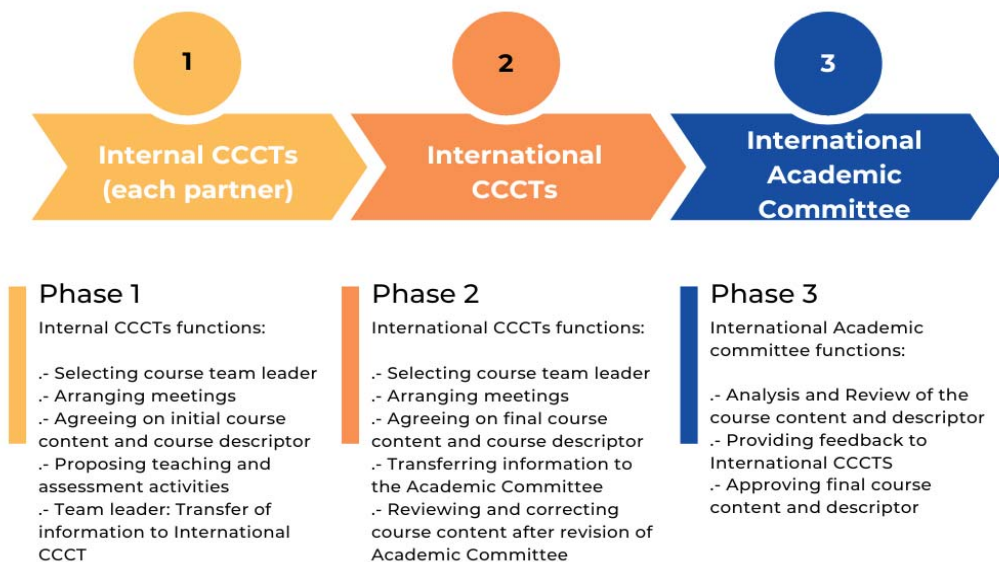 1
2
3
Internal CCCTs
(each partner)
International
CCCTs
International
Academic
Committee
Phase 1
Internal CCCTs functions:
.- Selecting course team leader
.- Arranging meetings
.- Agreeing on initial course
content and course descriptor
.- Proposing teaching and
assessment activities
.- Team leader: Transfer of
information to International
CCCT
Phase 2
International CCCTs functions:
.- Selecting course team leader
.- Arranging meetings
.- Agreeing on final course
content and course descriptor
.- Transferring information to
the Academic Committee
.- Reviewing and correcting
course content after revision of
Academic Committee
Phase 3
International Academic
committee functions:
.- Analysis and Review of the
course content and descriptor
.- Providing feedback to
International CCCTS
.- Approving final course
content and descriptor